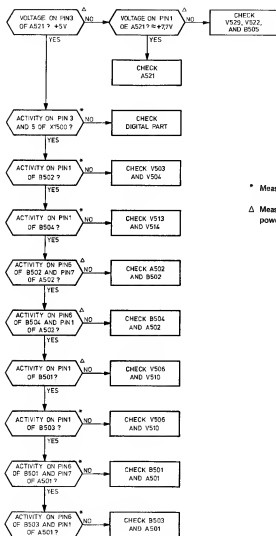 VOLTAGE ON PIN3
OF A521 ? +5V
△
NO
VOLTAGE ON PIN1
OF A521 ? ≈ +7,7V
△
NO
CHECK
V529, V522,
AND B505
YES
YES
CHECK
A521
ACTIVITY ON PIN 3
AND 5 OF X1500 ?
*
NO
CHECK
DIGITAL PART
YES
ACTIVITY ON PIN1
OF B502 ?
*
NO
CHECK V503
AND V504
YES
* Meas
ACTIVITY ON PIN1
OF B504 ?
*
NO
CHECK V513
AND V514
△ Meas
powe
YES
ACTIVITY ON PIN6
OF B502 AND PIN7
OF A502 ?
△
NO
CHECK A502
AND B502
YES
ACTIVITY ON PIN6
OF B504 AND PIN1
OF A502 ?
△
NO
CHECK B504
AND A502
YES
ACTIVITY ON PIN1
OF B501 ?
△
NO
CHECK V506
AND V510
YES
ACTIVITY ON PIN1
OF B503 ?
*
NO
CHECK V506
AND V510
YES
ACTIVITY ON PIN6
OF B501 AND PIN7
OF A501 ?
*
NO
CHECK B501
AND A501
YES
ACTIVITY ON PIN6
OF B503 AND PIN1
OF A501 ?
*
NO
CHECK B503
AND A501